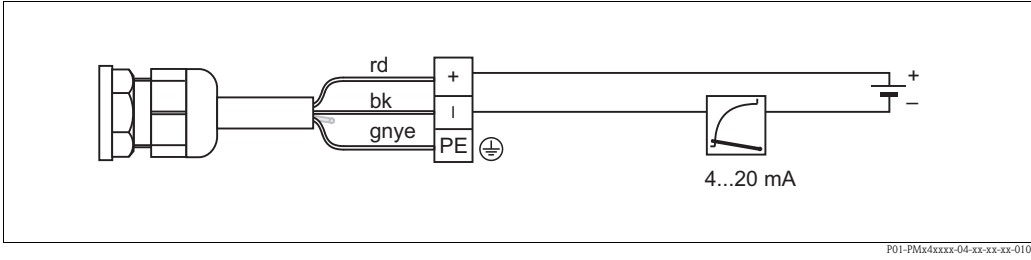 rd
+
+
bk
–
I
gnye
PE
4...20 mA
P01-PMx4xxxx-04-xx-xx-xx-010